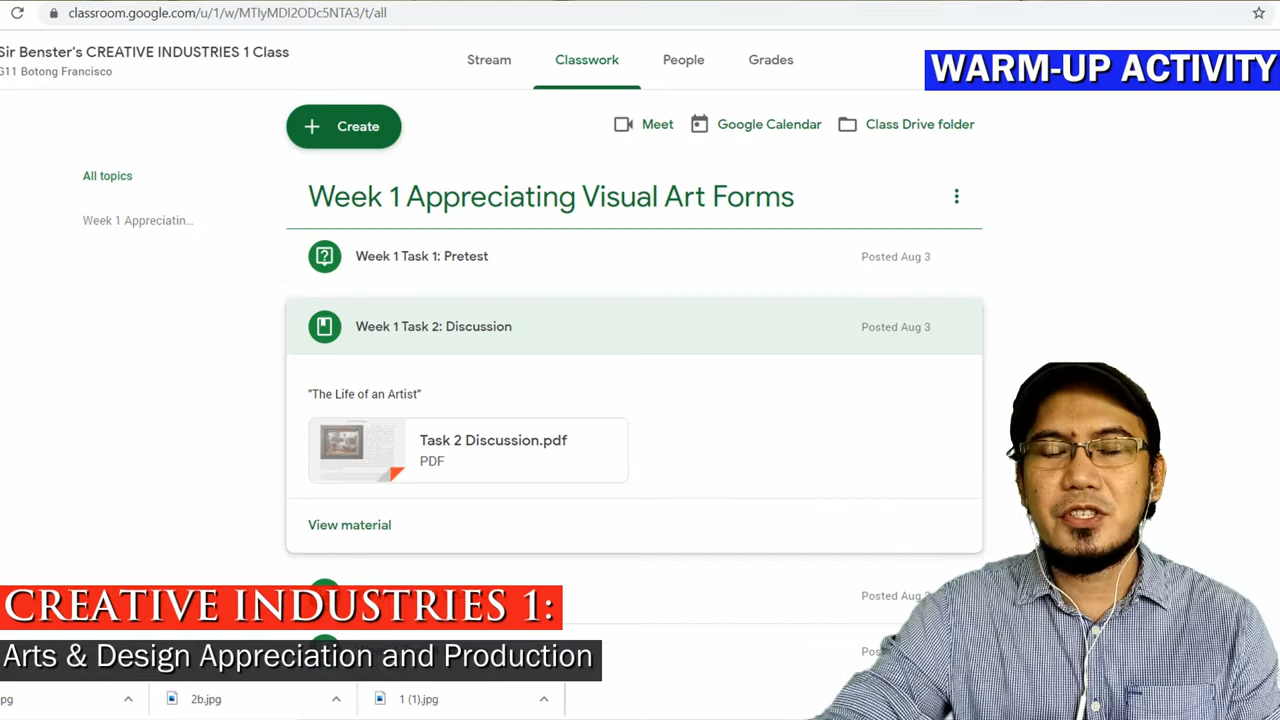 classroom.google.com/u/1/w/MTIyMDI2ODc5NTA3/t/all
Sir Benster's CREATIVE INDUSTRIES 1 Class
G11 Botong Francisco
Stream
Classwork
People
Grades
WARM-UP ACTIVITY
Create
Meet
Google Calendar
Class Drive folder
All topics
Week 1 Appreciatin...
Week 1 Appreciating Visual Art Forms
Week 1 Task 1: Pretest
Posted Aug 3
Week 1 Task 2: Discussion
Posted Aug 3
"The Life of an Artist"
Task 2 Discussion.pdf
PDF
View material
Posted Aug
Pos
CREATIVE INDUSTRIES 1:
Arts & Design Appreciation and Production
pg
2b.jpg
1 (1).jpg